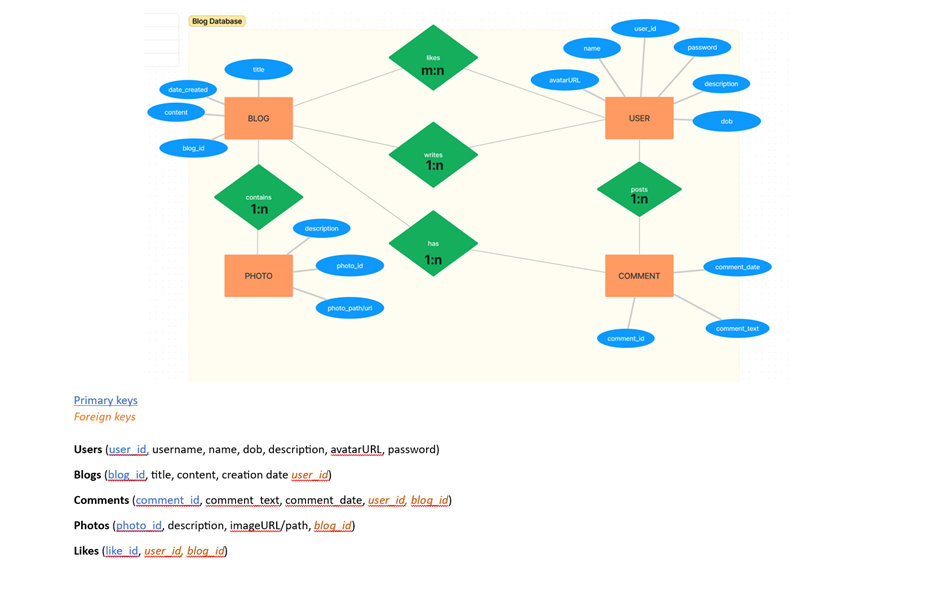 Blog Database
user_id
likes
m:n
name
password
title
avatarURL
description
date_created
content
BLOG
USER
dob
blog_id
writes
1:n
contains
1:n
posts
1:n
description
has
1:n
photo_id
PHOTO
COMMENT
comment_date
photo_path/url
comment_id
comment_text
Primary keys
Foreign keys
Users (user_id, username, name, dob, description, avatarURL, password)
Blogs (blog_id, title, content, creation date user_id)
Comments (comment_id, comment_text, comment_date, user_id, blog_id)
Photos (photo_id, description, imageURL/path, blog_id)
Likes (like_id, user_id, blog_id)